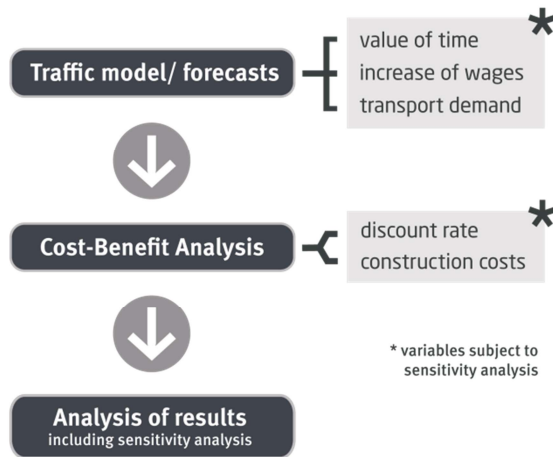 Traffic model/ forecasts
*
value of time
increase of wages
transport demand
Cost-Benefit Analysis
*
discount rate
construction costs
* variables subject to
sensitivity analysis
Analysis of results
including sensitivity analysis